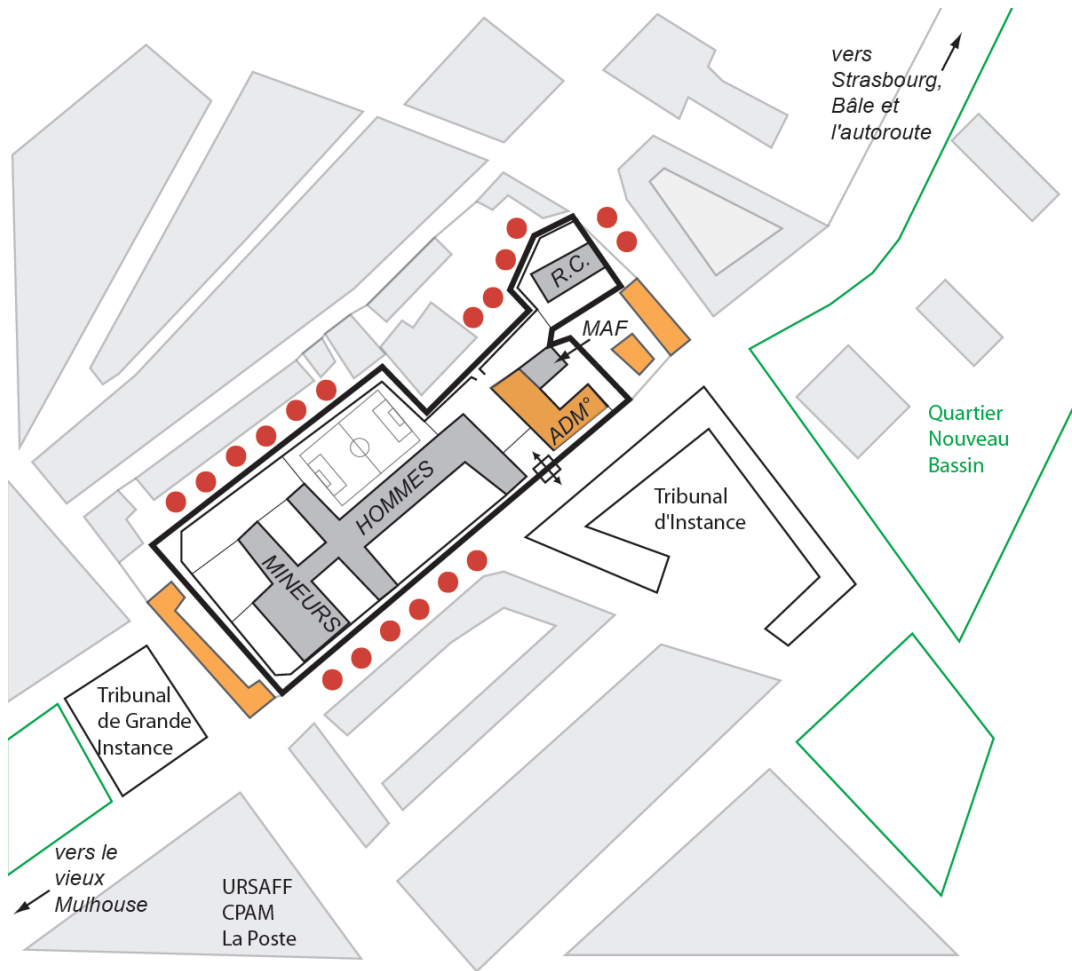 vers
Strasbourg,
Bâle et
l'autoroute
R.C.
MAF
ADM°
HOMMES
MINEURS
Quartier
Nouveau
Bassin
Tribunal
d'Instance
Tribunal
de Grande
Instance
vers le
vieux
Mulhouse
URSAFF
CPAM
La Poste